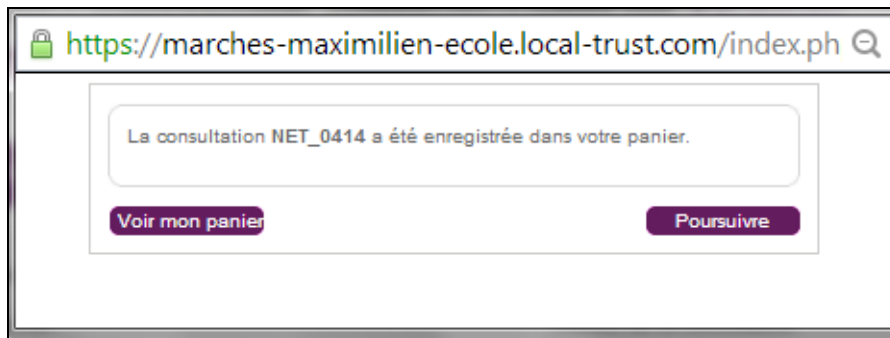 https://marches-maximilien-ecole.local-trust.com/index.ph
La consultation NET_0414 a été enregistrée dans votre panier.
Voir mon panier
Poursuivre